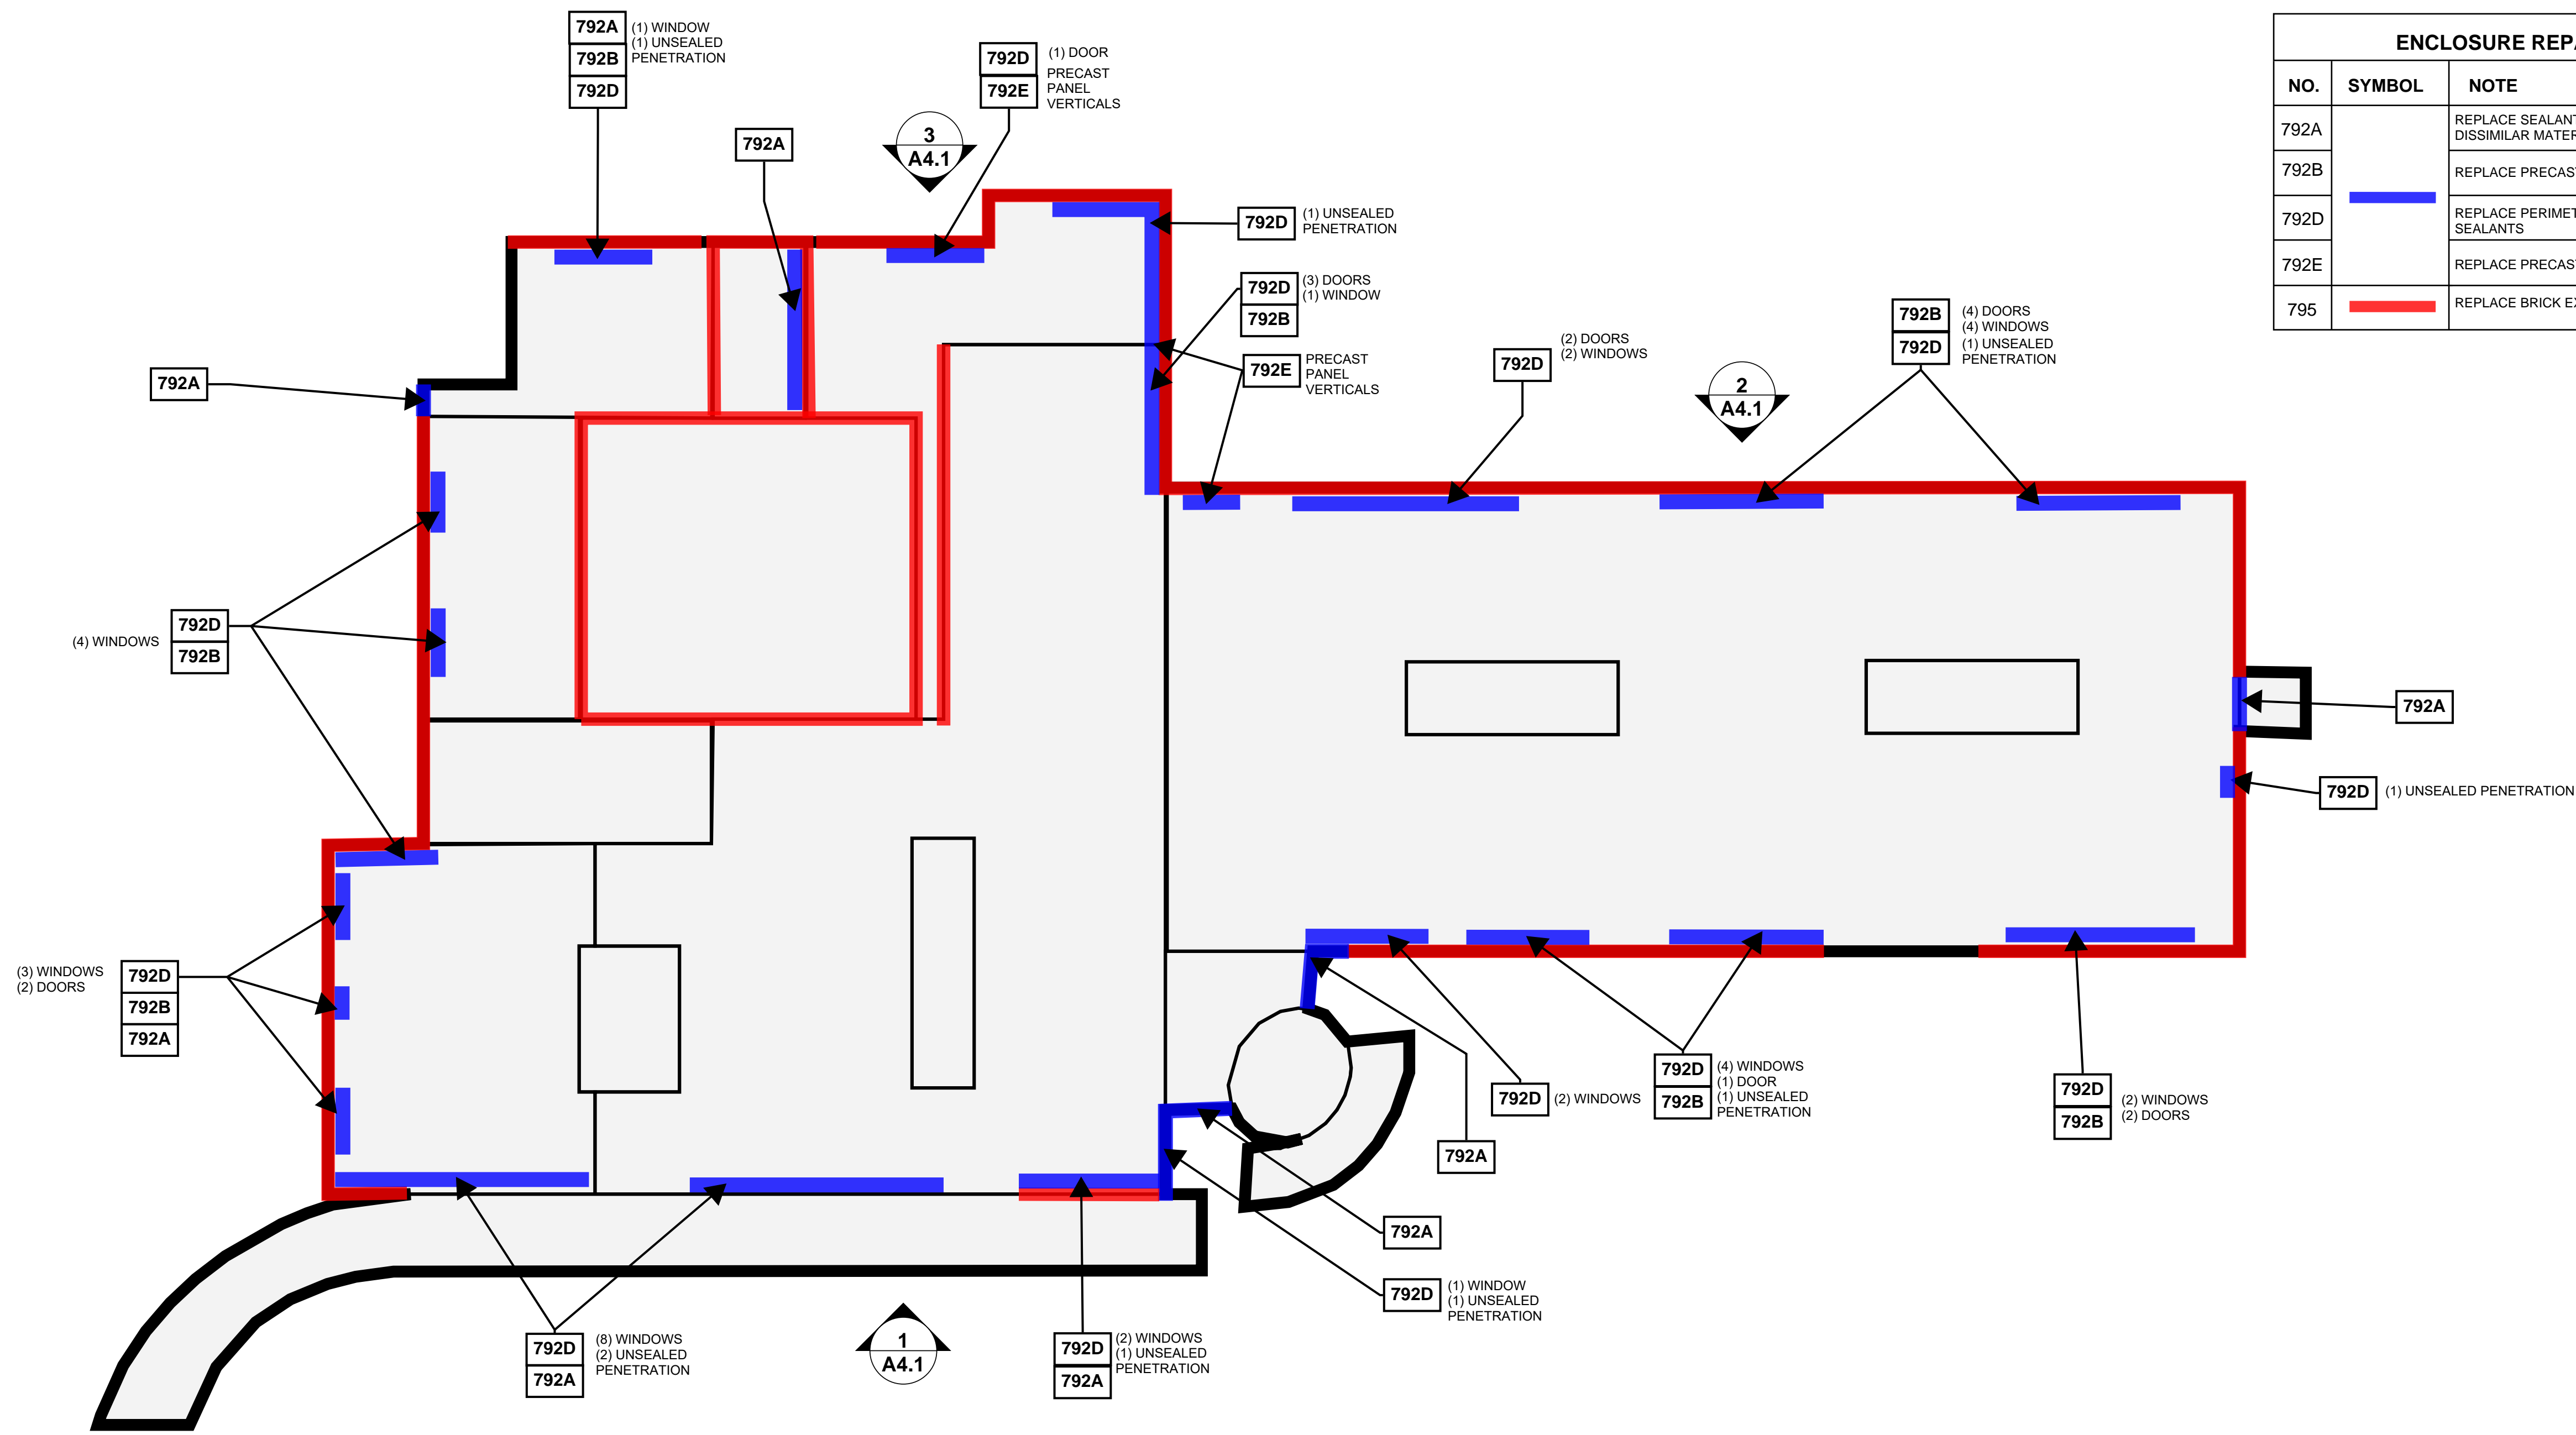 792A
(1) WINDOW
(1) UNSEALED
PENETRATION
792B
792D
792D
(1) DOOR
792E
PRECAST
PANEL
VERTICALS
792A
3
A4.1
792D
(1) UNSEALED
PENETRATION
792D
(3) DOORS
(1) WINDOW
792B
792E
PRECAST
PANEL
VERTICALS
792D
(2) DOORS
(2) WINDOWS
2
A4.1
792B
(4) DOORS
(4) WINDOWS
792D
(1) UNSEALED
PENETRATION
NO.
SYMBOL
NOTE
792A
REPLACE
792B
REPLACE
792D
REPLACE
SEALANTS
792E
REPLACE
795
REPLACE BRICK
ENCLOSURE
DISSIMILAR
792A
(4) WINDOWS
792D
792B
792A
792D
(1) UNSEALED PENETRATION
(3) WINDOWS
(2) DOORS
792D
792B
792A
792D
(2) WINDOWS
792D
(4) WINDOWS
(1) DOOR
792B
(1) UNSEALED
PENETRATION
792D
792B
(2) WINDOWS
(2) DOORS
792A
792A
792D
(1) WINDOW
(1) UNSEALED
PENETRATION
792D
(8) WINDOWS
(2) UNSEALED
PENETRATION
792A
1
A4.1
792D
(2) WINDOWS
(1) UNSEALED
PENETRATION
792A